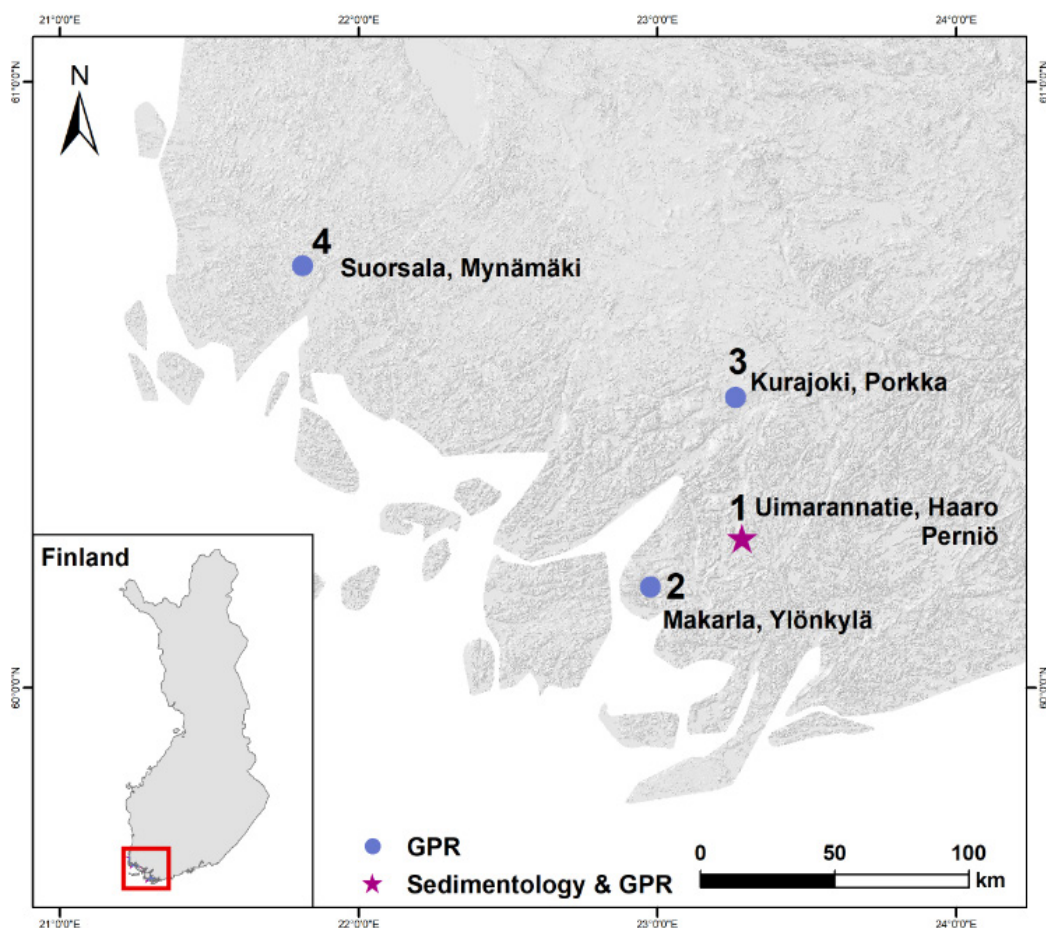 21°0'0"E
22°0'0"E
23°0'0"E
24°0'0"E
61°0'0"N
61°0'0"N
N
4
Suorsala, Mynämäki
3
Kurajoki, Porkka
1 Uimarannatie, Haaro
Perniö
2
Makarla, Ylönkylä
Finland
60°0'0"N
60°0'0"N
GPR
Sedimentology & GPR
0 50 100
km
21°0'0"E
22°0'0"E
23°0'0"E
24°0'0"E